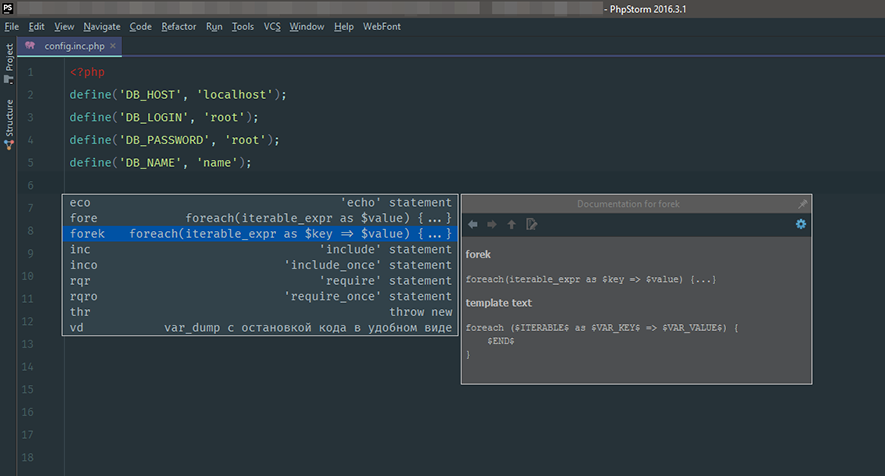 PS - PhpStorm 2016.3.1
File Edit View Navigate Code Refactor Run Tools VCS Window Help WebFont
Project
Structure
config.inc.php ×
1 <?php
2 define('DB_HOST', 'localhost');
3 define('DB_LOGIN', 'root');
4 define('DB_PASSWORD', 'root');
5 define('DB_NAME', 'name');
6
7
8
9
10
11
12
13
14
15
16
17
18
eco 'echo' statement
fore foreach(iterable_expr as $value) {...}
forek foreach(iterable_expr as $key => $value) {...}
inc 'include' statement
inco 'include_once' statement
rqr 'require' statement
rqro 'require_once' statement
thr throw new
vd var_dump с остановкой кода в удобном виде
Documentation for forek
forek
foreach(iterable_expr as $key => $value) {...}
template text
foreach ($ITERABLE$ as $VAR_KEY$ => $VAR_VALUE$) {
$END$
}